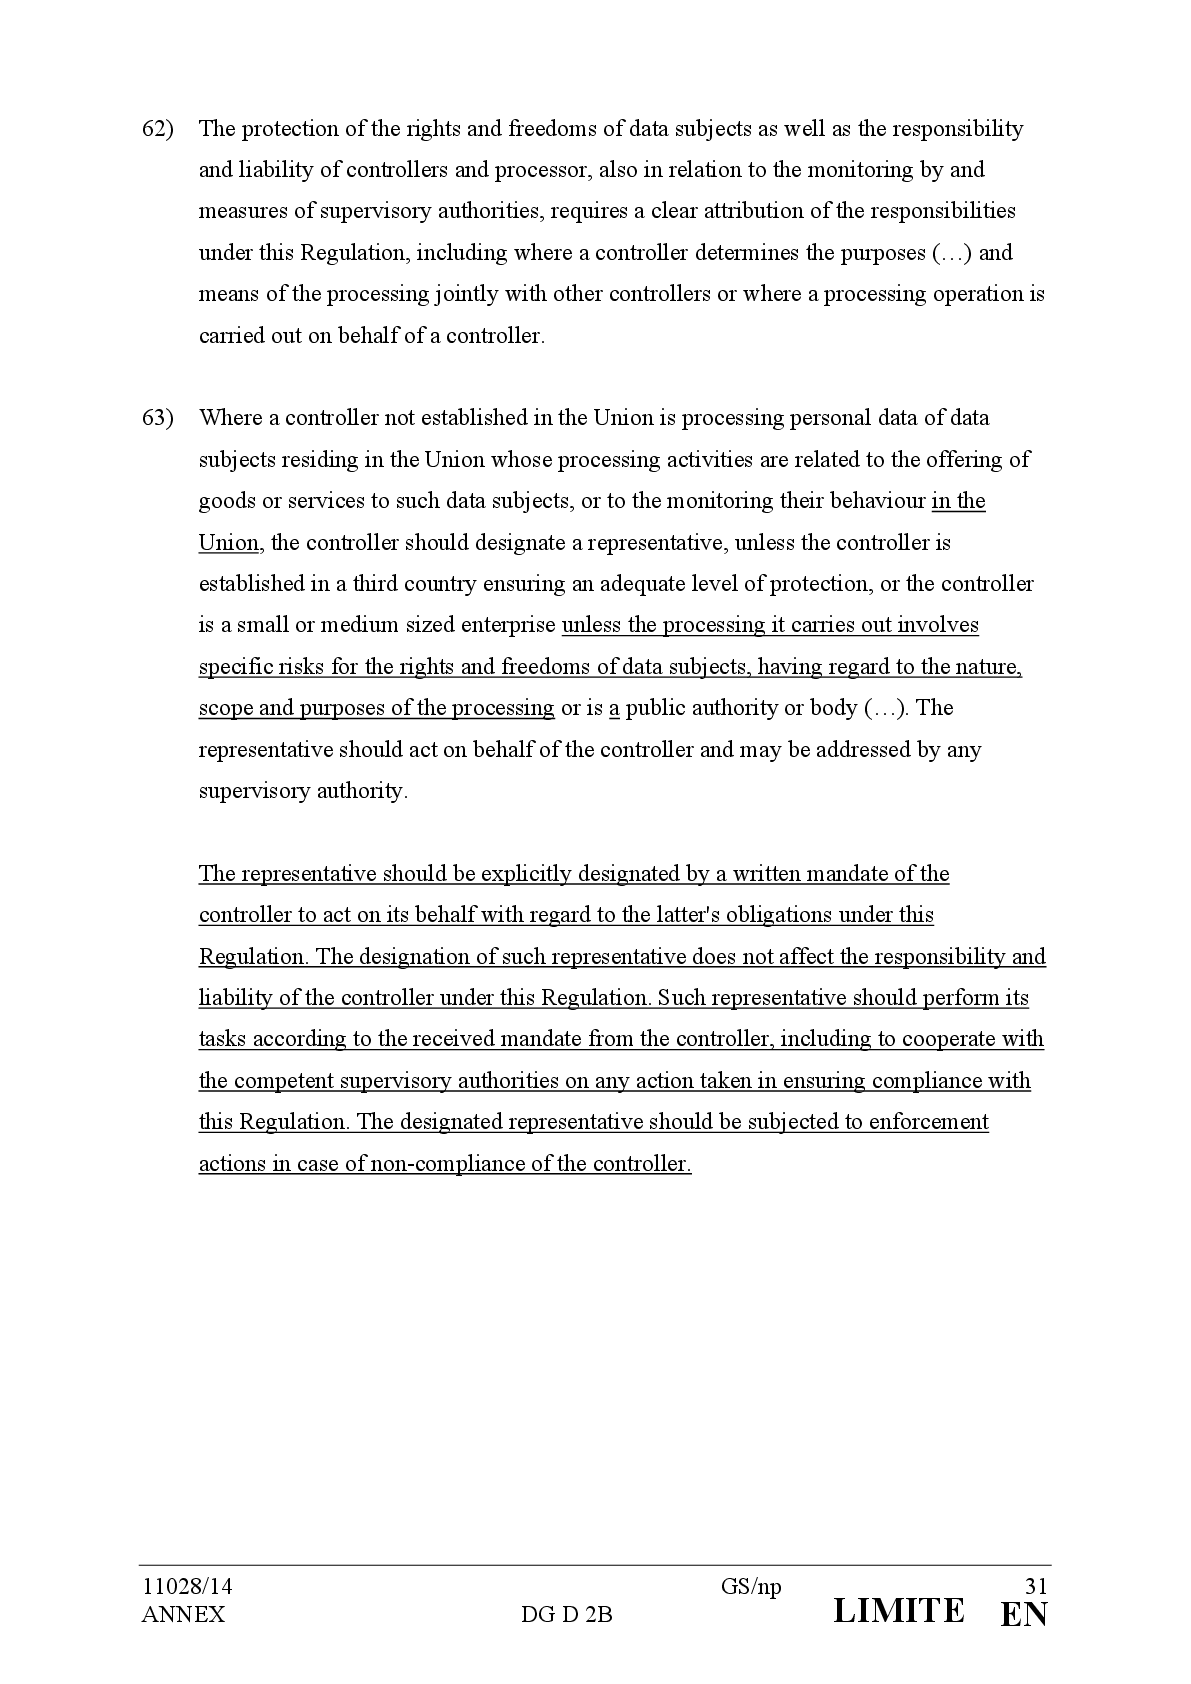 62) The protection of the rights and freedoms of data subjects as well as the responsibility
and liability of controllers and processor, also in relation to the monitoring by and
measures of supervisory authorities, requires a clear attribution of the responsibilities
under this Regulation, including where a controller determines the purposes (…) and
means of the processing jointly with other controllers or where a processing operation is
carried out on behalf of a controller.
63) Where a controller not established in the Union is processing personal data of data
subjects residing in the Union whose processing activities are related to the offering of
goods or services to such data subjects, or to the monitoring their behaviour in the
Union, the controller should designate a representative, unless the controller is
established in a third country ensuring an adequate level of protection, or the controller
is a small or medium sized enterprise unless the processing it carries out involves
specific risks for the rights and freedoms of data subjects, having regard to the nature,
scope and purposes of the processing or is a public authority or body (…). The
representative should act on behalf of the controller and may be addressed by any
supervisory authority.
The representative should be explicitly designated by a written mandate of the
controller to act on its behalf with regard to the latter's obligations under this
Regulation. The designation of such representative does not affect the responsibility and
liability of the controller under this Regulation. Such representative should perform its
tasks according to the received mandate from the controller, including to cooperate with
the competent supervisory authorities on any action taken in ensuring compliance with
this Regulation. The designated representative should be subjected to enforcement
actions in case of non-compliance of the controller.
11028/14 GS/np 31
ANNEX DG D 2B LIMITE EN